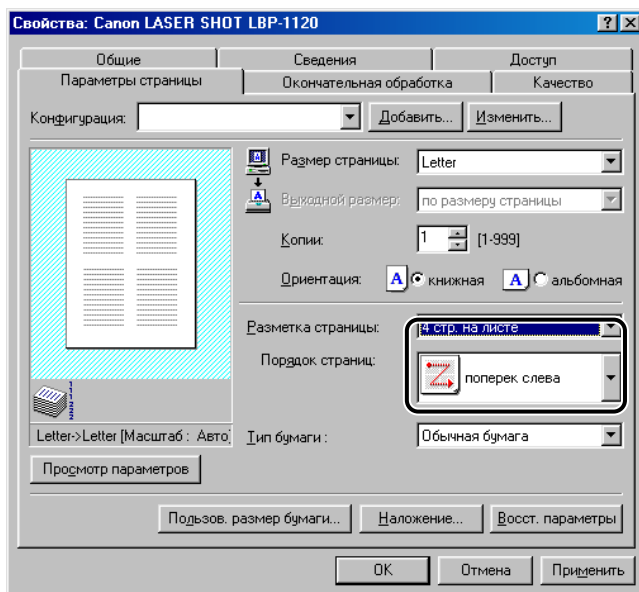 Свойства: Canon LASER SHOT LBP-1120
Общие Сведения Доступ
Параметры страницы Окончательная обработка Качество
Конфигурация: Добавить... Изменить...
Размер страницы: Letter
Выходной размер: по размеру страницы
Копии: 1 [1-999]
Ориентация: A книжная A альбомная
Разметка страницы: 4 стр. на листе
Порядок страниц: поперек слева
Letter->Letter [Масштаб : Авто] Тип бумаги : Обычная бумага
Просмотр параметров
Пользов. размер бумаги... Наложение... Восст. параметры
OK Отмена Применить